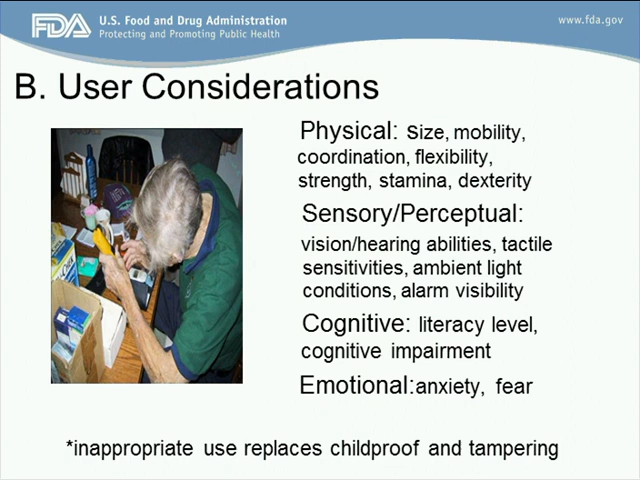 FDA U.S. Food and Drug Administration
Protecting and Promoting Public Health
www.fda.gov
B. User Considerations
Physical: size, mobility,
coordination, flexibility,
strength, stamina, dexterity
Sensory/Perceptual:
vision/hearing abilities, tactile
sensitivities, ambient light
conditions, alarm visibility
Cognitive: literacy level,
cognitive impairment
Emotional:anxiety, fear
*inappropriate use replaces childproof and tampering